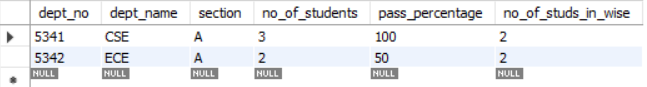 dept_no dept_name section no_of_students pass_percentage no_of_studs_in_wise
5341 CSE A 3 100 2
5342 ECE A 2 50 2
NULL NULL NULL NULL NULL NULL